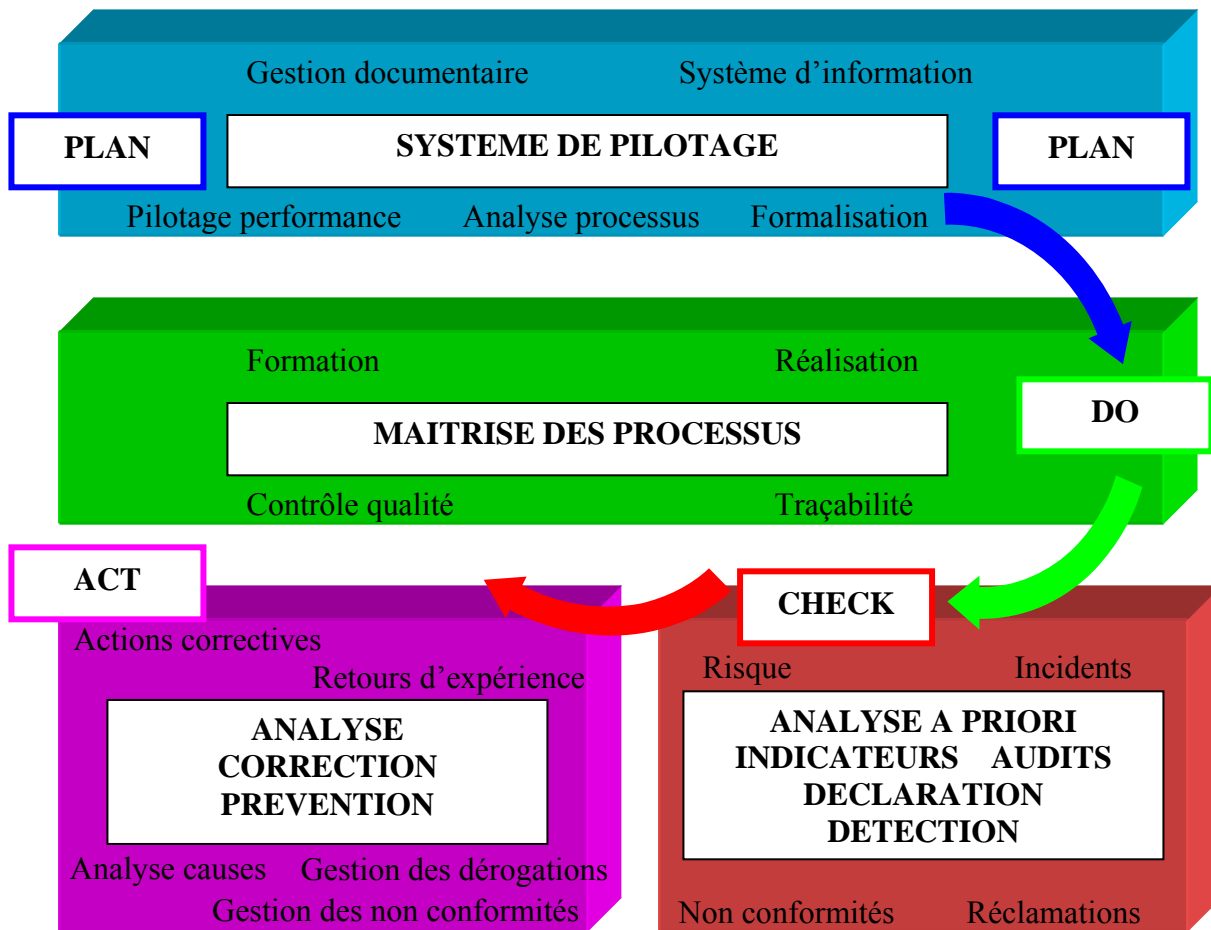 Gestion documentaire Système d’information
PLAN SYSTEME DE PILOTAGE PLAN
Pilotage performance Analyse processus Formalisation
Formation Réalisation
MAITRISE DES PROCESSUS DO
Contrôle qualité Traçabilité
ACT
Actions correctives
Retours d’expérience
ANALYSE
CORRECTION
PREVENTION
Analyse causes Gestion des dérogations
Gestion des non conformités
CHECK
Risque Incidents
ANALYSE A PRIORI
INDICATEURS AUDITS
DECLARATION
DETECTION
Non conformités Réclamations